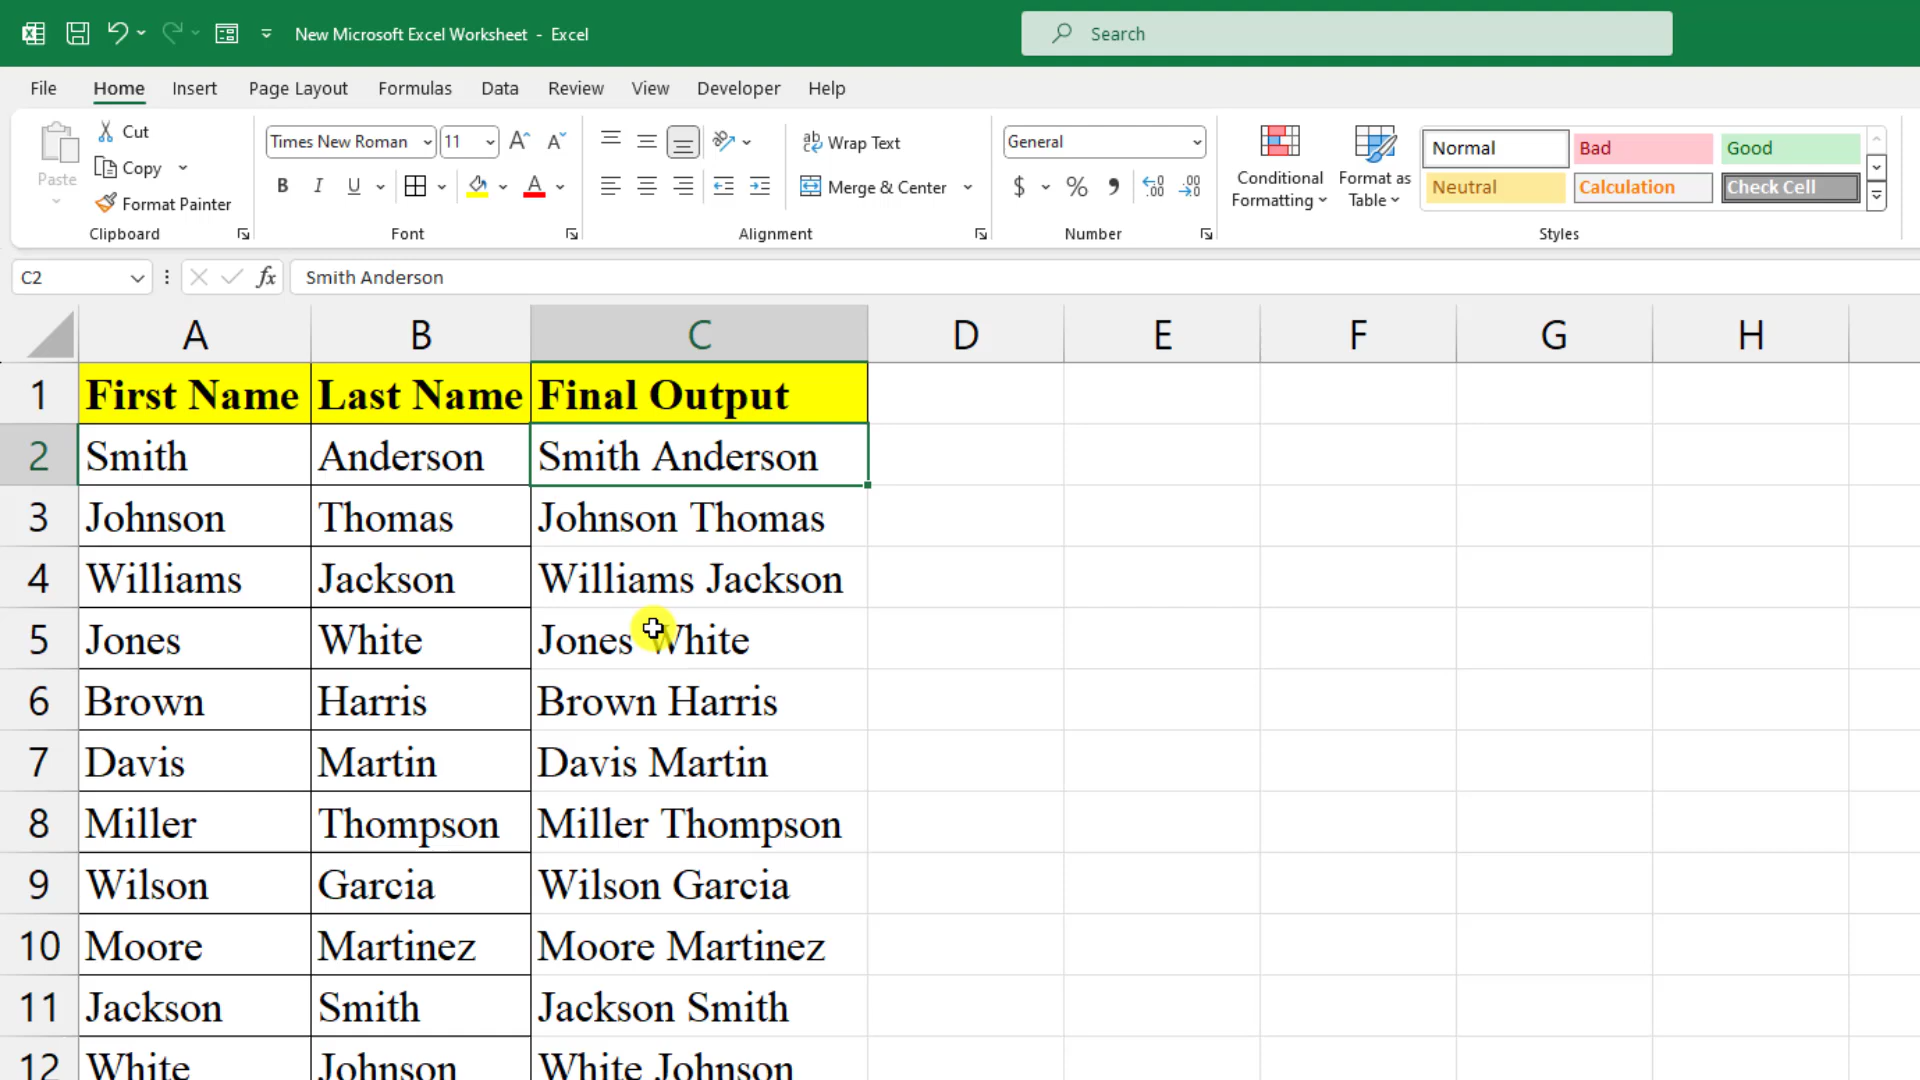 New Microsoft Excel Worksheet - Excel
Search
File Home Insert Page Layout Formulas Data Review View Developer Help
Paste
Cut
Copy
Format Painter
Clipboard
Times New Roman 11
B I U A
Font
Wrap Text
Merge & Center
Alignment
General
$ % 9 .00
Number
Conditional Formatting
Format as Table
Normal Bad Good
Neutral Calculation Check Cell
Styles
C2 fx Smith Anderson
A B C D E F G H
1 First Name Last Name Final Output
2 Smith Anderson Smith Anderson
3 Johnson Thomas Johnson Thomas
4 Williams Jackson Williams Jackson
5 Jones White Jones White
6 Brown Harris Brown Harris
7 Davis Martin Davis Martin
8 Miller Thompson Miller Thompson
9 Wilson Garcia Wilson Garcia
10 Moore Martinez Moore Martinez
11 Jackson Smith Jackson Smith
12 White Johnson White Johnson